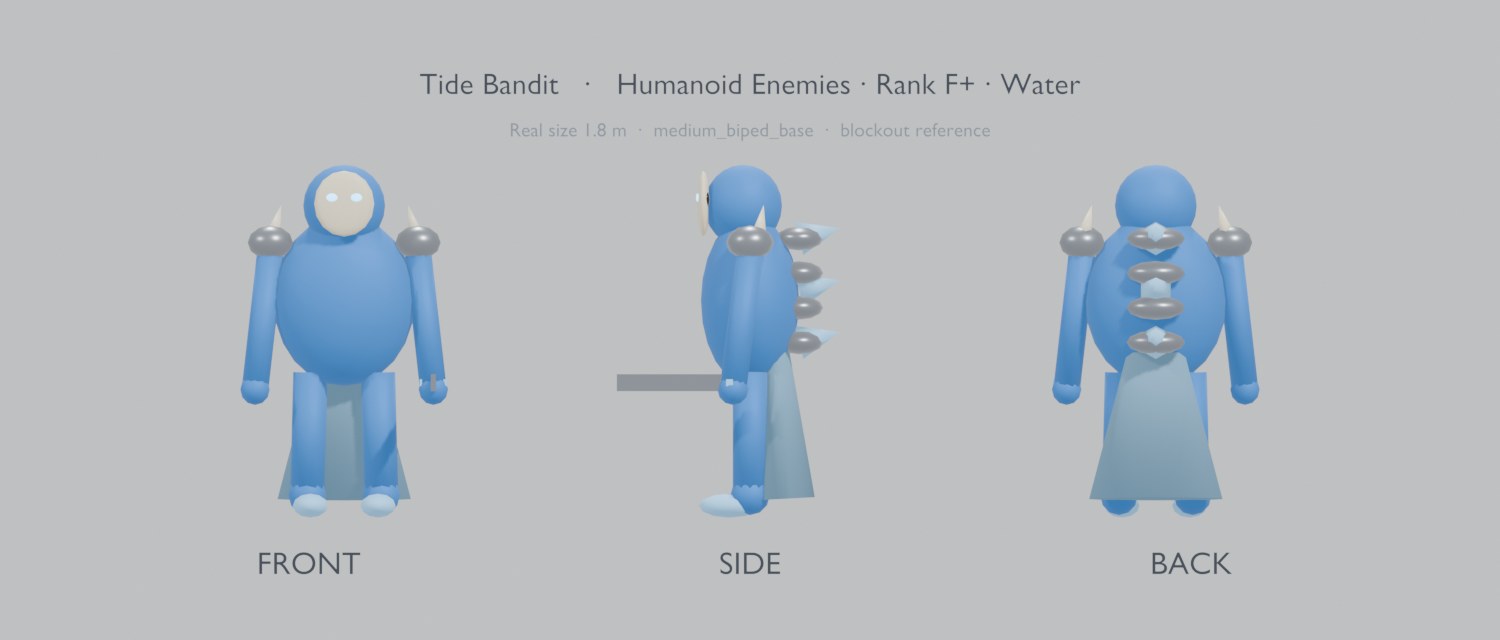 Tide Bandit · Humanoid Enemies · Rank F+ · Water
Real size 1.8 m · medium_biped_base · blockout reference
FRONT SIDE BACK